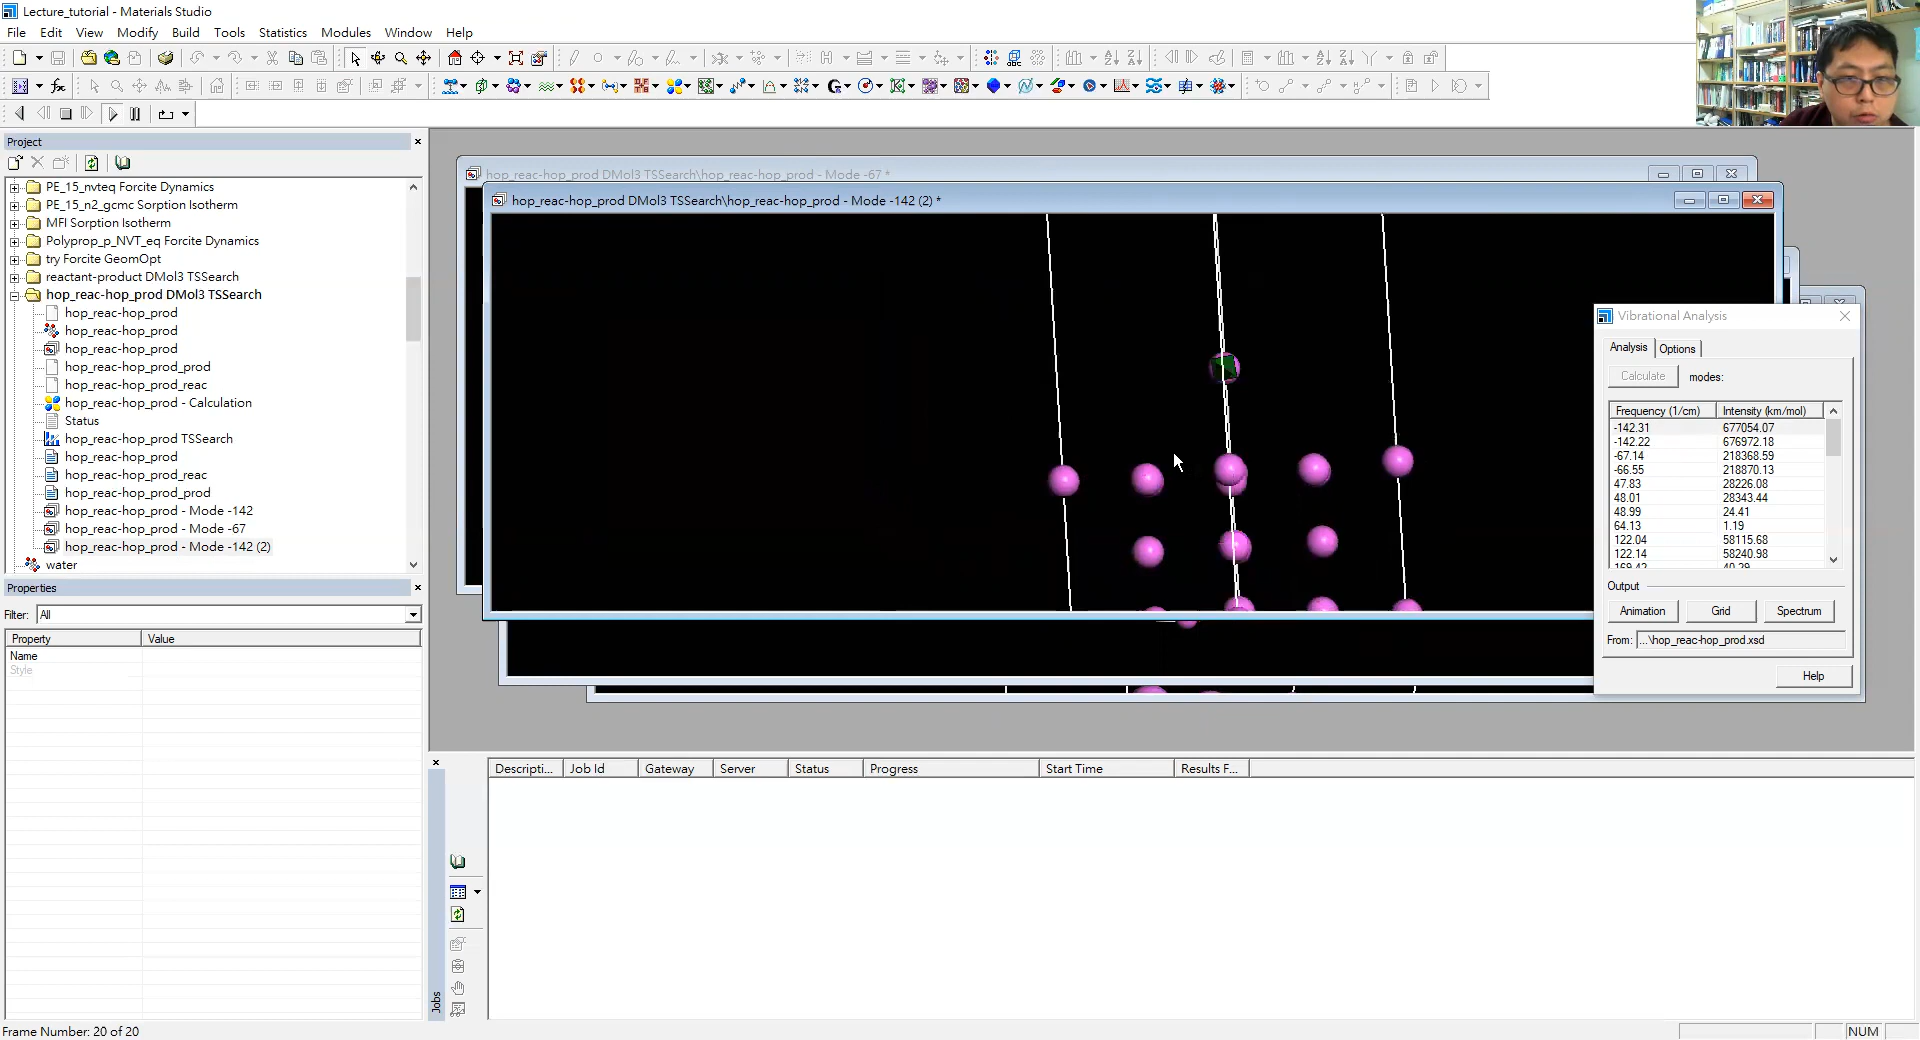 Lecture_tutorial - Materials Studio
File Edit View Modify Build Tools Statistics Modules Window Help
Project
PE_15_nvteq Forcite Dynamics
PE_15_n2_gcmc Sorption Isotherm
MFI Sorption Isotherm
Polyprop_p_NVT_eq Forcite Dynamics
try Forcite GeomOpt
reactant-product DMol3 TSSearch
hop_reac-hop_prod DMol3 TSSearch
hop_reac-hop_prod
hop_reac-hop_prod
hop_reac-hop_prod
hop_reac-hop_prod_prod
hop_reac-hop_prod_reac
hop_reac-hop_prod - Calculation
Status
hop_reac-hop_prod TSSearch
hop_reac-hop_prod
hop_reac-hop_prod_reac
hop_reac-hop_prod_prod
hop_reac-hop_prod - Mode -142
hop_reac-hop_prod - Mode -67
hop_reac-hop_prod - Mode -142 (2)
water
Properties
Filter: All
Property Value
Name
Style
hop_reac-hop_prod DMol3 TSSearch\hop_reac-hop_prod - Mode -67 *
hop_reac-hop_prod DMol3 TSSearch\hop_reac-hop_prod - Mode -142 (2) *
Vibrational Analysis
Analysis Options
Calculate modes:
Frequency (1/cm) Intensity (km/mol)
-142.31 677054.07
-142.22 676972.18
-67.14 218368.59
-66.55 218870.13
47.83 28226.08
48.01 28343.44
48.99 24.41
64.13 1.19
122.04 58115.68
122.14 58240.98
169.42 40.29
Output
Animation Grid Spectrum
From: ...\hop_reac-hop_prod.xsd
Help
Descripti... Job Id Gateway Server Status Progress Start Time Results F...
Jobs
Frame Number: 20 of 20
NUM